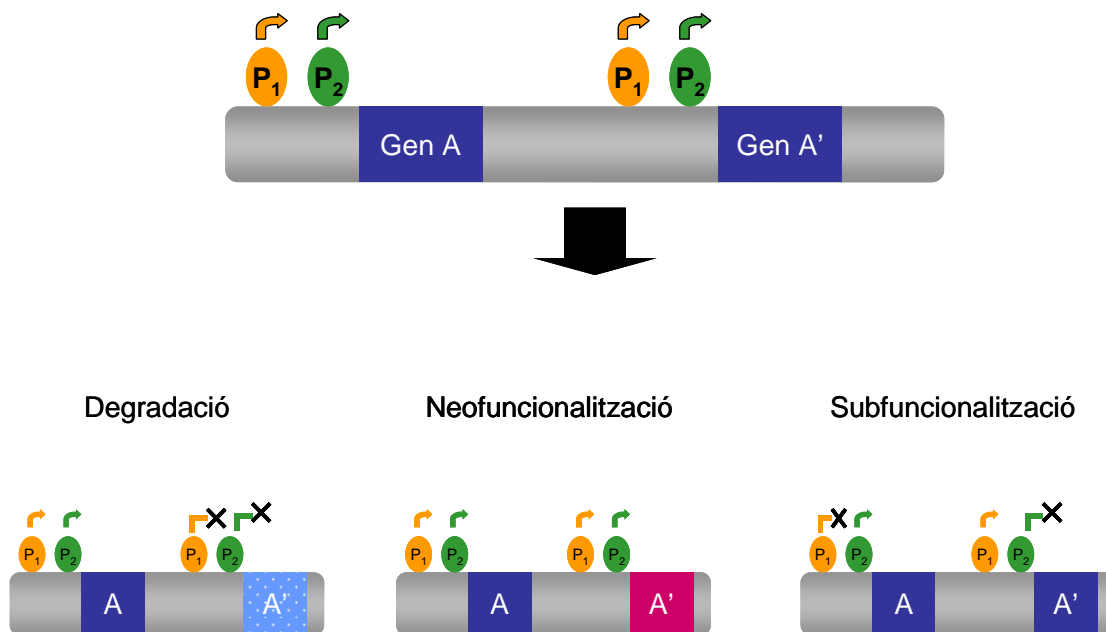 P1 P2 P1 P2
Gen A Gen A’
Degradació Neofuncionalització Subfuncionalització
P1 P2 P1 P2 P1 P2 P1 P2 P1 P2 P1 P2
A A’ A A’ A A’